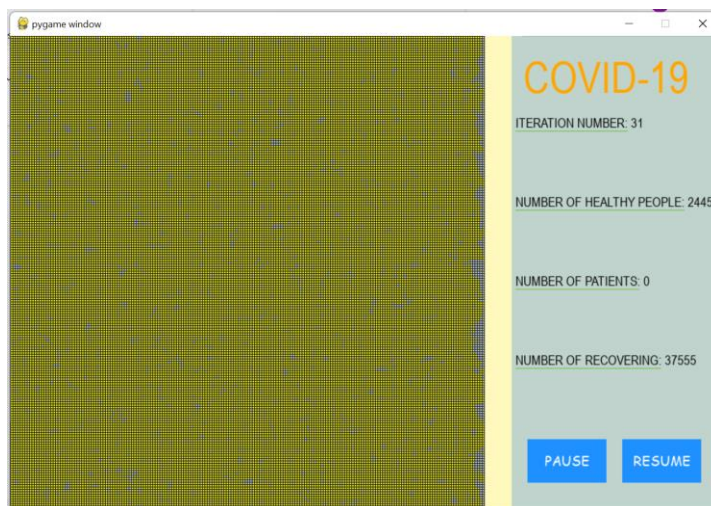 pygame window
COVID-19
ITERATION NUMBER: 31
NUMBER OF HEALTHY PEOPLE: 2445
NUMBER OF PATIENTS: 0
NUMBER OF RECOVERING: 37555
PAUSE RESUME